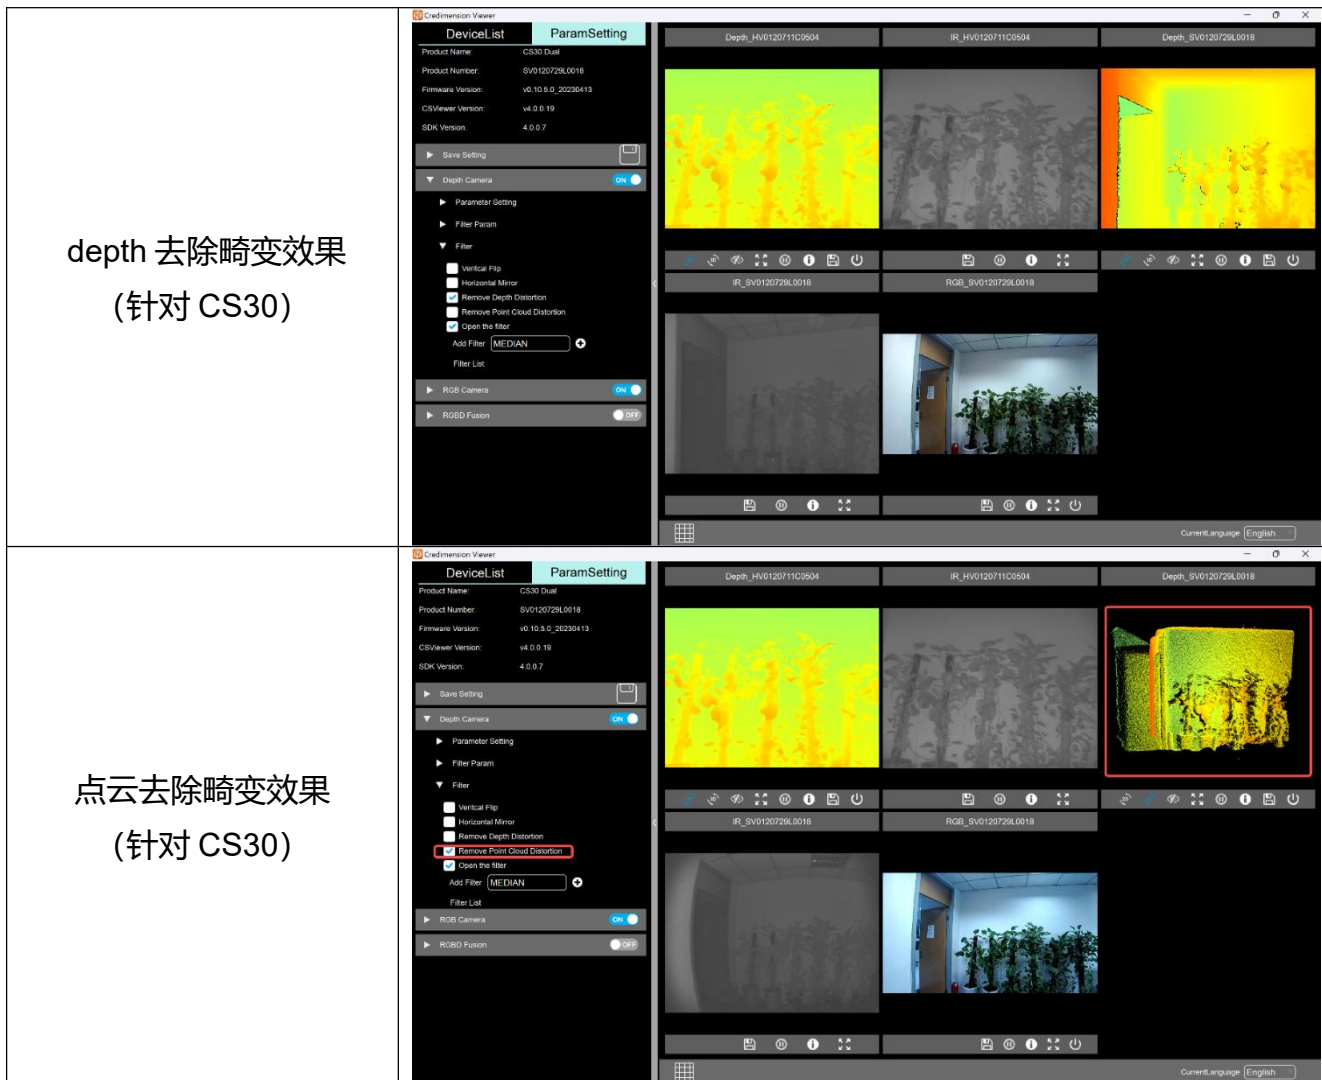 depth 去除畸变效果
(针对 CS30)
Credimension Viewer
DeviceList
ParamSetting
Product Name: CS30 Dual
Product Number: SV0120729L0018
Firmware Version: v0.10.5.0_20230413
CSViewer Version: v4.0.0.19
SDK Version: 4.0.0.7
Save Setting
Depth Camera ON
Parameter Setting
Filter Param
Filter
Veritcal Flip
Horizontal Mirror
Remove Depth Distortion
Remove Point Cloud Distortion
Open the filter
Add Filter MEDIAN
Filter List
RGB Camera ON
RGBD Fusion OFF
Depth_HV0120711C0504
IR_HV0120711C0504
Depth_SV0120729L0018
IR_SV0120729L0018
RGB_SV0120729L0018
CurrentLanguage English
点云去除畸变效果
(针对 CS30)
Credimension Viewer
DeviceList
ParamSetting
Product Name: CS30 Dual
Product Number: SV0120729L0018
Firmware Version: v0.10.5.0_20230413
CSViewer Version: v4.0.0.19
SDK Version: 4.0.0.7
Save Setting
Depth Camera ON
Parameter Setting
Filter Param
Filter
Veritcal Flip
Horizontal Mirror
Remove Depth Distortion
Remove Point Cloud Distortion
Open the filter
Add Filter MEDIAN
Filter List
RGB Camera ON
RGBD Fusion OFF
Depth_HV0120711C0504
IR_HV0120711C0504
Depth_SV0120729L0018
IR_SV0120729L0018
RGB_SV0120729L0018
CurrentLanguage English